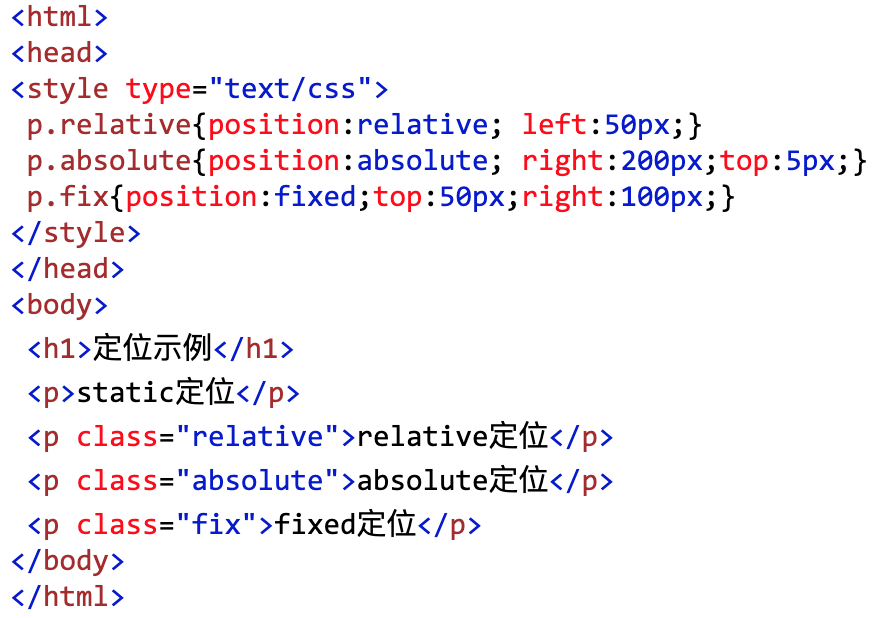 <html>
<head>
<style type="text/css">
p.relative{position:relative; left:50px;}
p.absolute{position:absolute; right:200px;top:5px;}
p.fix{position:fixed;top:50px;right:100px;}
</style>
</head>
<body>
<h1>定位示例</h1>
<p>static定位</p>
<p class="relative">relative定位</p>
<p class="absolute">absolute定位</p>
<p class="fix">fixed定位</p>
</body>
</html>